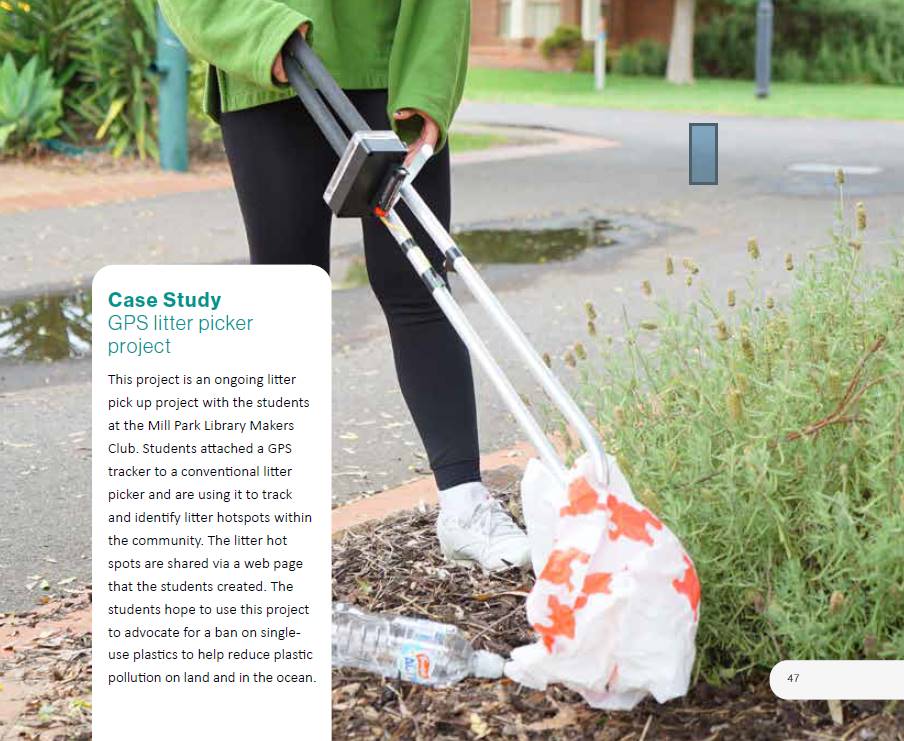 Case Study
GPS litter picker
project
This project is an ongoing litter
pick up project with the students
at the Mill Park Library Makers
Club. Students attached a GPS
tracker to a conventional litter
picker and are using it to track
and identify litter hotspots within
the community. The litter hot
spots are shared via a web page
that the students created. The
students hope to use this project
to advocate for a ban on single-
use plastics to help reduce plastic
pollution on land and in the ocean.
47